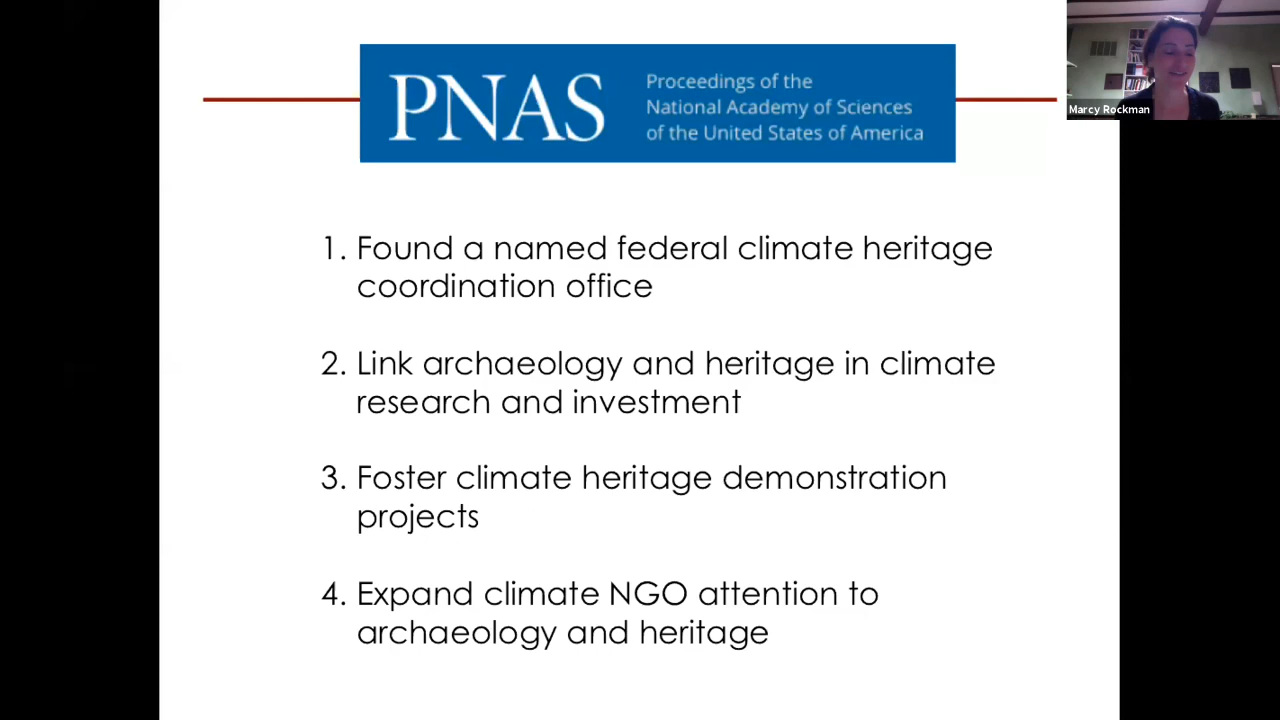 PNAS
Proceedings of the
National Academy of Sciences
of the United States of America
Marcy Rockman
1. Found a named federal climate heritage
coordination office
2. Link archaeology and heritage in climate
research and investment
3. Foster climate heritage demonstration
projects
4. Expand climate NGO attention to
archaeology and heritage